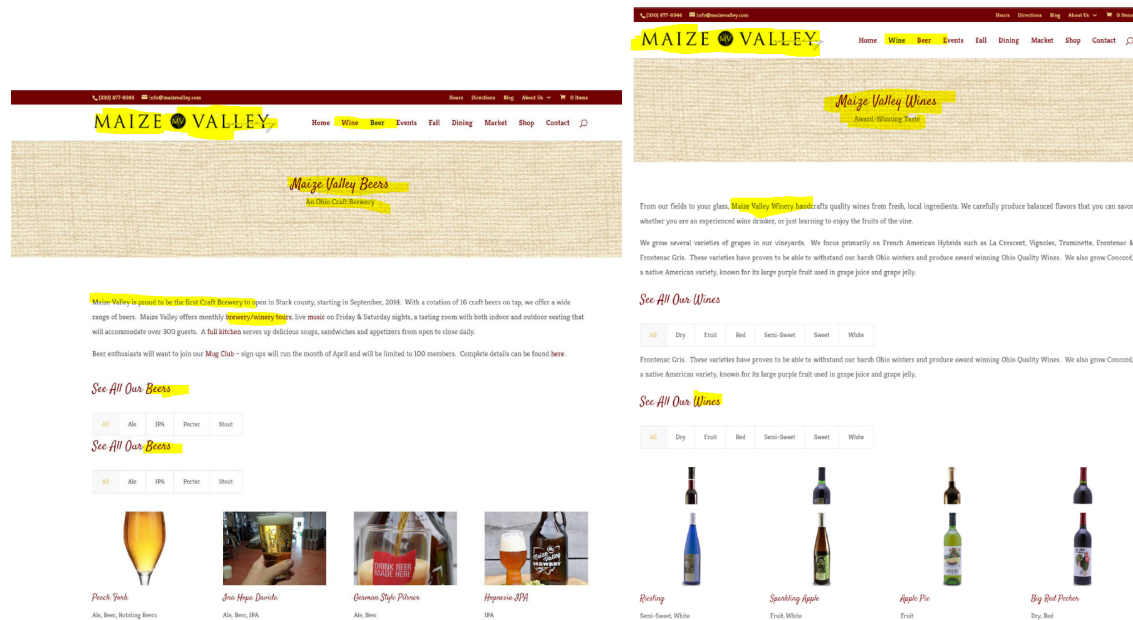 (330) 877-8344 info@maizevalley.com Hours Directions Blog About Us 0 Items
MAIZE MV VALLEY
Home Wine Beer Events Fall Dining Market Shop Contact
Maize Valley Beers
An Ohio Craft Brewery
Maize Valley is proud to be the first Craft Brewery to open in Stark county, starting in September, 2014. With a rotation of 16 craft beers on tap, we offer a wide
range of beers. Maize Valley offers monthly brewery/winery tours, live music on Friday & Saturday nights, a tasting room with both indoor and outdoor seating that
will accommodate over 300 guests. A full kitchen serves up delicious soups, sandwiches and appetizers from open to close daily.
Beer enthusiasts will want to join our Mug Club – sign ups will run the month of April and will be limited to 100 members. Complete details can be found here.
See All Our Beers
All Ale IPA Porter Stout
See All Our Beers
All Ale IPA Porter Stout
DRINK BEER
MADE HERE
Maize Valley
BREWERY
Peach Fork
Ale, Beer, Rotating Beers
Ina Hopa Davida
Ale, Beer, IPA
German Style Pilsner
Ale, Beer
Hopnesia IPA
IPA
(330) 877-8344 info@maizevalley.com Hours Directions Blog About Us 0 Items
MAIZE MV VALLEY
Home Wine Beer Events Fall Dining Market Shop Contact
Maize Valley Wines
Award-Winning Taste
From our fields to your glass, Maize Valley Winery handcrafts quality wines from fresh, local ingredients. We carefully produce balanced flavors that you can savor
whether you are an experienced wine drinker, or just learning to enjoy the fruits of the vine.
We grow several varieties of grapes in our vineyards. We focus primarily on French American Hybrids such as La Crescent, Vignoles, Traminette, Frontenac &
Frontenac Gris. These varieties have proven to be able to withstand our harsh Ohio winters and produce award winning Ohio Quality Wines. We also grow Concord,
a native American variety, known for its large purple fruit used in grape juice and grape jelly.
See All Our Wines
All Dry Fruit Red Semi-Sweet Sweet White
Frontenac Gris. These varieties have proven to be able to withstand our harsh Ohio winters and produce award winning Ohio Quality Wines. We also grow Concord,
a native American variety, known for its large purple fruit used in grape juice and grape jelly.
See All Our Wines
All Dry Fruit Red Semi-Sweet Sweet White
Riesling
Semi-Sweet, White
Sparkling Apple
Fruit, White
Apple Pie
Fruit
Big Red Pecker
Dry, Red